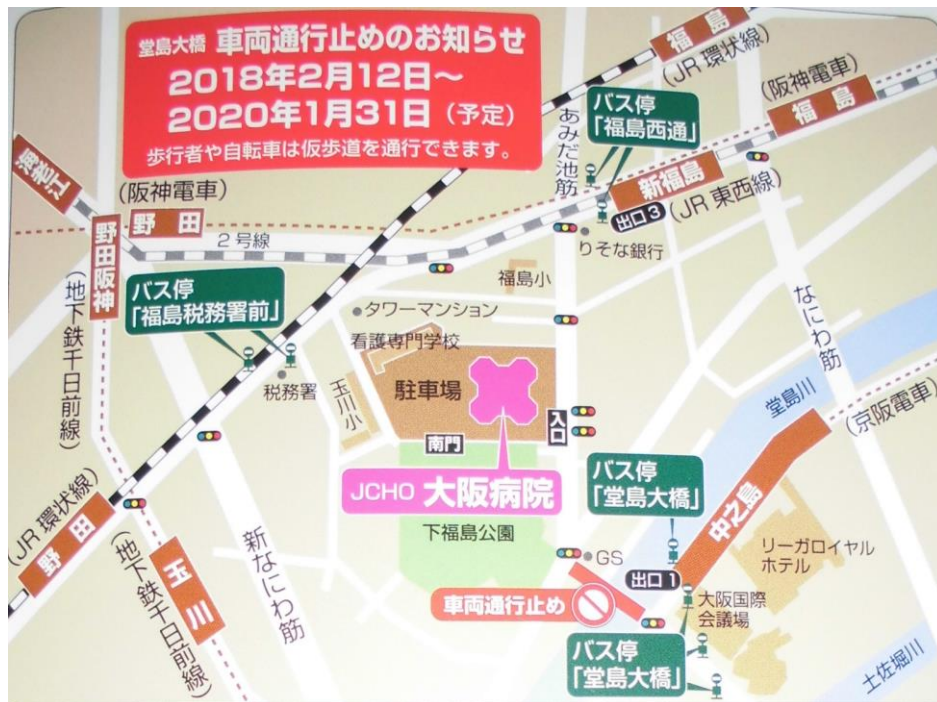 堂島大橋 車両通行止めのお知らせ
2018年2月12日～
2020年1月31日（予定）
歩行者や自転車は仮歩道を通行できます。
福島
(JR環状線)
(阪神電車)
福島
バス停
「福島西通」
あみだ池筋
新福島
出口3
(JR東西線)
りそな銀行
海老江
(阪神電車)
野田
2号線
野田阪神
(地下鉄千日前線)
バス停
「福島税務署前」
税務署
福島小
タワーマンション
看護専門学校
玉川小
駐車場
入口
南門
JCHO 大阪病院
下福島公園
なにわ筋
堂島川
(京阪電車)
中之島
バス停
「堂島大橋」
GS
出口1
リーガロイヤル
ホテル
大阪国際
会議場
車両通行止め
バス停
「堂島大橋」
土佐堀川
(JR環状線)
野田
玉川
(地下鉄千日前線)
新なにわ筋